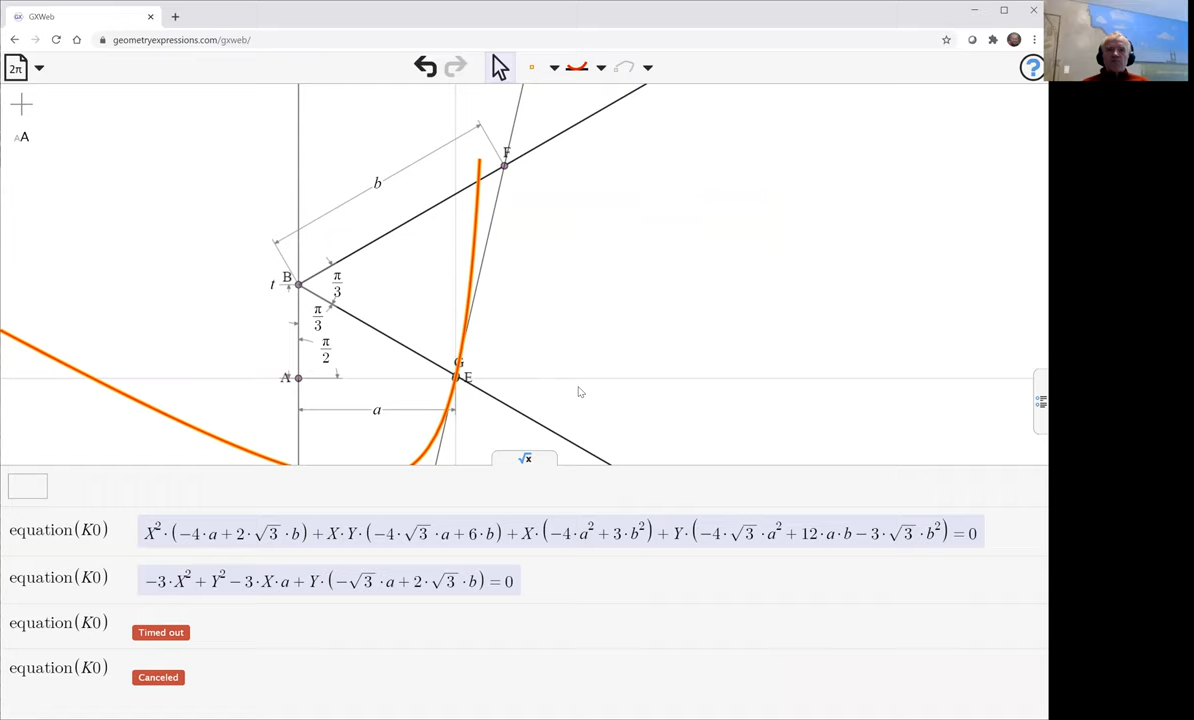 GXWeb
geometryexpressions.com/gxweb/
2π
AA
F
b
B
t
π/3
π/3
π/2
G
A
E
a
√x
equation(K0) X²·(−4·a+2·√3·b)+X·Y·(−4·√3·a+6·b)+X·(−4·a²+3·b²)+Y·(−4·√3·a²+12·a·b−3·√3·b²)=0
equation(K0) −3·X²+Y²−3·X·a+Y·(−√3·a+2·√3·b)=0
equation(K0) Timed out
equation(K0) Canceled